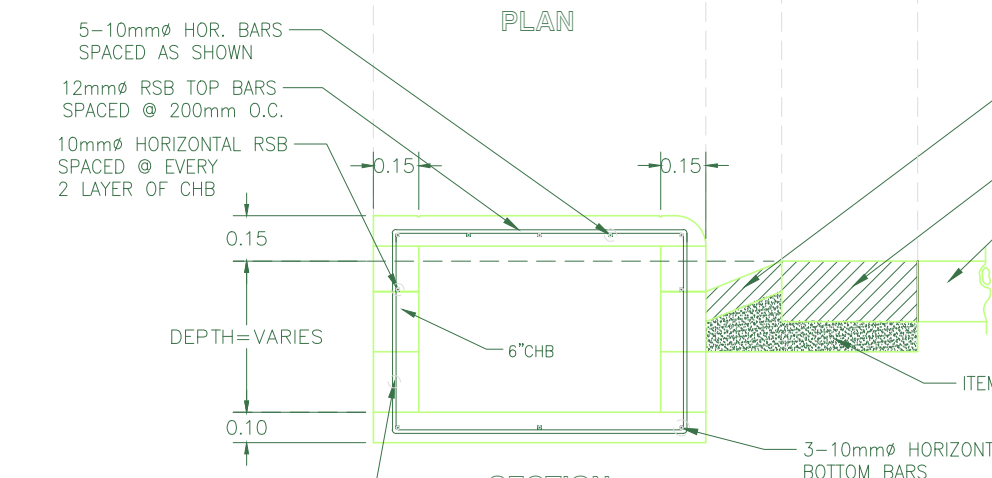 PLAN
5-10mmø HOR. BARS
SPACED AS SHOWN
12mmø RSB TOP BARS
SPACED @ 200mm O.C.
10mmø HORIZONTAL RSB
SPACED @ EVERY
2 LAYER OF CHB
0.15
0.15
0.15
DEPTH=VARIES
6"CHB
0.10
3-10mmø HORIZONT
BOTTOM BARS
SECTION